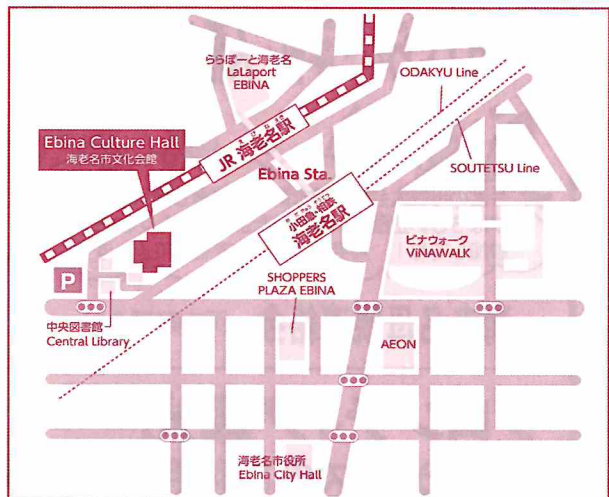 ららぽーと海老名
LaLaport
EBINA
ODAKYU Line
Ebina Culture Hall
海老名市文化会館
JR 海老名駅
Ebina Sta.
SOUTETSU Line
小田急・相鉄
海老名駅
ビナウォーク
ViNAWALK
P
SHOPPERS
PLAZA EBINA
中央図書館
Central Library
AEON
海老名市役所
Ebina City Hall